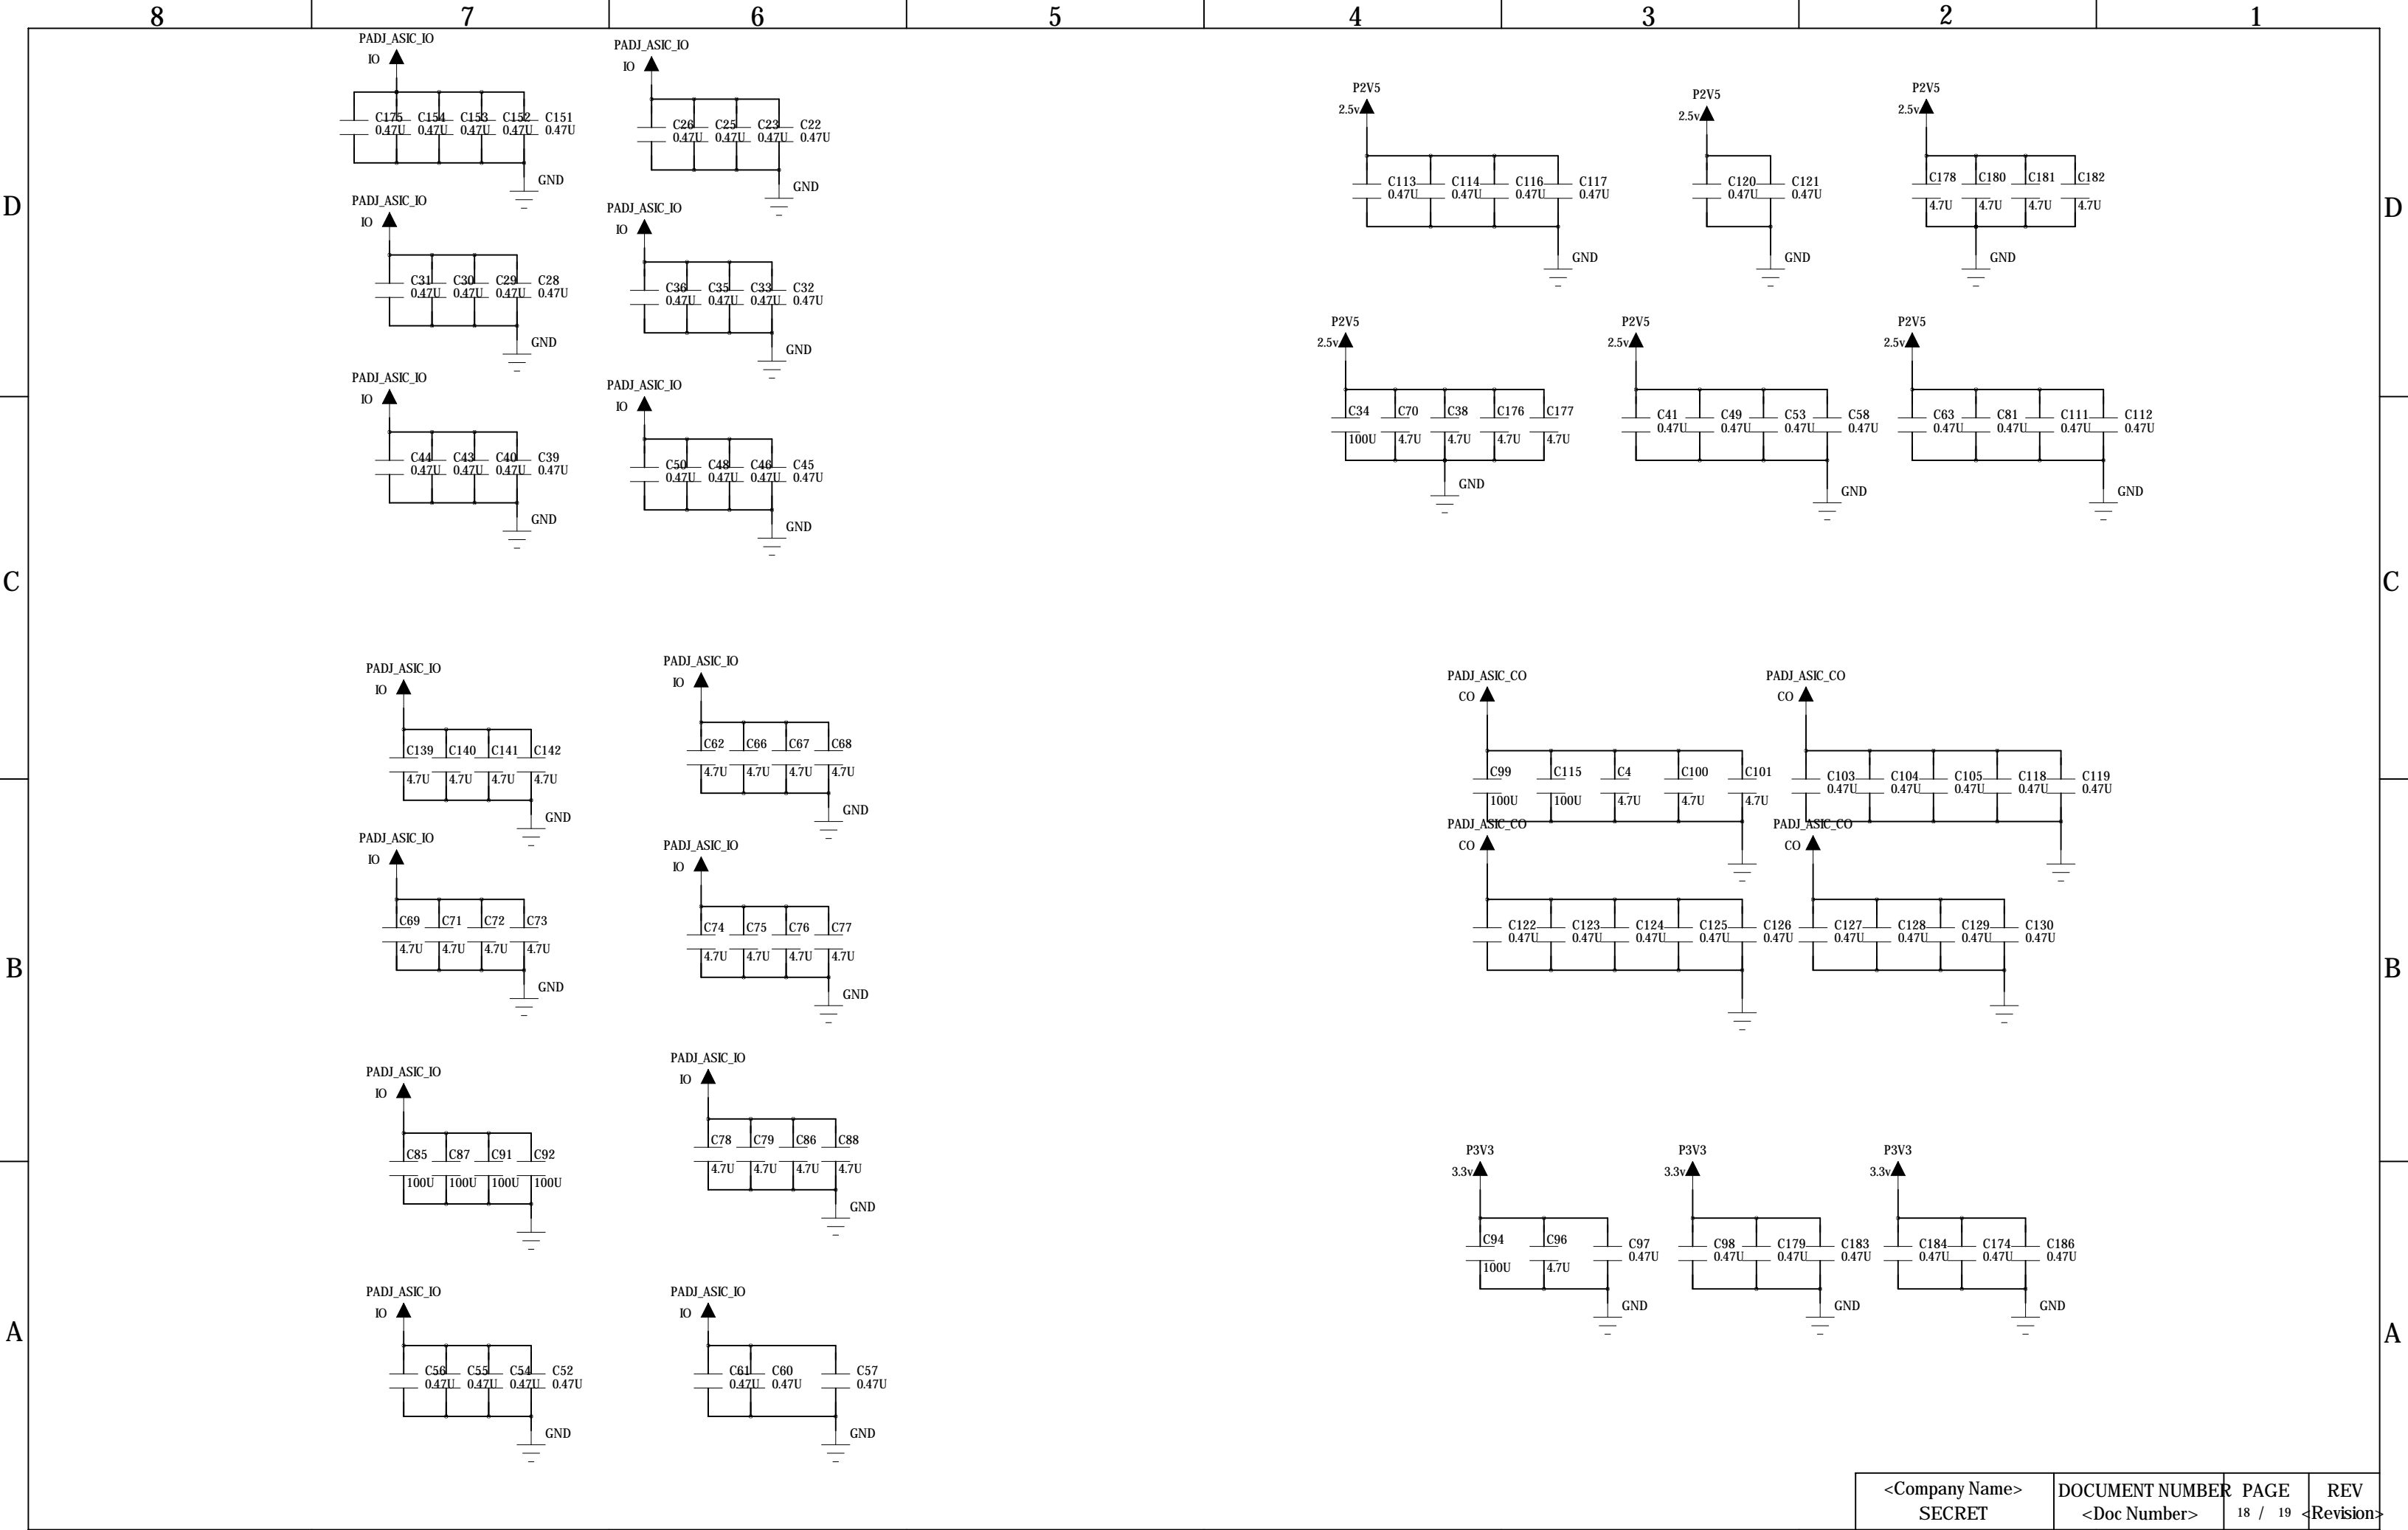 8 7 6 5 4 3 2 1
PADJ_ASIC_IO
IO
C175 C154 C153 C152 C151
0.47U 0.47U 0.47U 0.47U 0.47U
GND
PADJ_ASIC_IO
IO
C26 C25 C23 C22
0.47U 0.47U 0.47U 0.47U
GND
P2V5
2.5v
C113 C114 C116 C117
0.47U 0.47U 0.47U 0.47U
GND
P2V5
2.5v
C120 C121
0.47U 0.47U
GND
P2V5
2.5v
C178 C180 C181 C182
4.7U 4.7U 4.7U 4.7U
GND
D D
PADJ_ASIC_IO
IO
C31 C30 C29 C28
0.47U 0.47U 0.47U 0.47U
GND
PADJ_ASIC_IO
IO
C36 C35 C33 C32
0.47U 0.47U 0.47U 0.47U
GND
P2V5
2.5v
C34 C70 C38 C176 C177
100U 4.7U 4.7U 4.7U 4.7U
GND
P2V5
2.5v
C41 C49 C53 C58
0.47U 0.47U 0.47U 0.47U
GND
P2V5
2.5v
C63 C81 C111 C112
0.47U 0.47U 0.47U 0.47U
GND
PADJ_ASIC_IO
IO
C44 C43 C40 C39
0.47U 0.47U 0.47U 0.47U
GND
PADJ_ASIC_IO
IO
C50 C48 C46 C45
0.47U 0.47U 0.47U 0.47U
GND
C C
PADJ_ASIC_IO
IO
C139 C140 C141 C142
4.7U 4.7U 4.7U 4.7U
GND
PADJ_ASIC_IO
IO
C62 C66 C67 C68
4.7U 4.7U 4.7U 4.7U
GND
PADJ_ASIC_CO
CO
C99 C115 C4 C100 C101
100U 100U 4.7U 4.7U 4.7U
PADJ_ASIC_CO
CO
C103 C104 C105 C118 C119
0.47U 0.47U 0.47U 0.47U 0.47U
PADJ_ASIC_IO
IO
C69 C71 C72 C73
4.7U 4.7U 4.7U 4.7U
GND
PADJ_ASIC_IO
IO
C74 C75 C76 C77
4.7U 4.7U 4.7U 4.7U
GND
PADJ_ASIC_CO
CO
C122 C123 C124 C125 C126
0.47U 0.47U 0.47U 0.47U 0.47U
PADJ_ASIC_CO
CO
C127 C128 C129 C130
0.47U 0.47U 0.47U 0.47U
B B
PADJ_ASIC_IO
IO
C85 C87 C91 C92
100U 100U 100U 100U
PADJ_ASIC_IO
IO
C78 C79 C86 C88
4.7U 4.7U 4.7U 4.7U
GND
P3V3
3.3v
C94 C96 C97
100U 4.7U 0.47U
GND
P3V3
3.3v
C98 C179 C183
0.47U 0.47U 0.47U
GND
P3V3
3.3v
C184 C174 C186
0.47U 0.47U 0.47U
GND
A A
PADJ_ASIC_IO
IO
C56 C55 C54 C52
0.47U 0.47U 0.47U 0.47U
GND
PADJ_ASIC_IO
IO
C61 C60 C57
0.47U 0.47U 0.47U
GND
<Company Name> DOCUMENT NUMBER PAGE REV
SECRET <Doc Number> 18 / 19 <Revision>